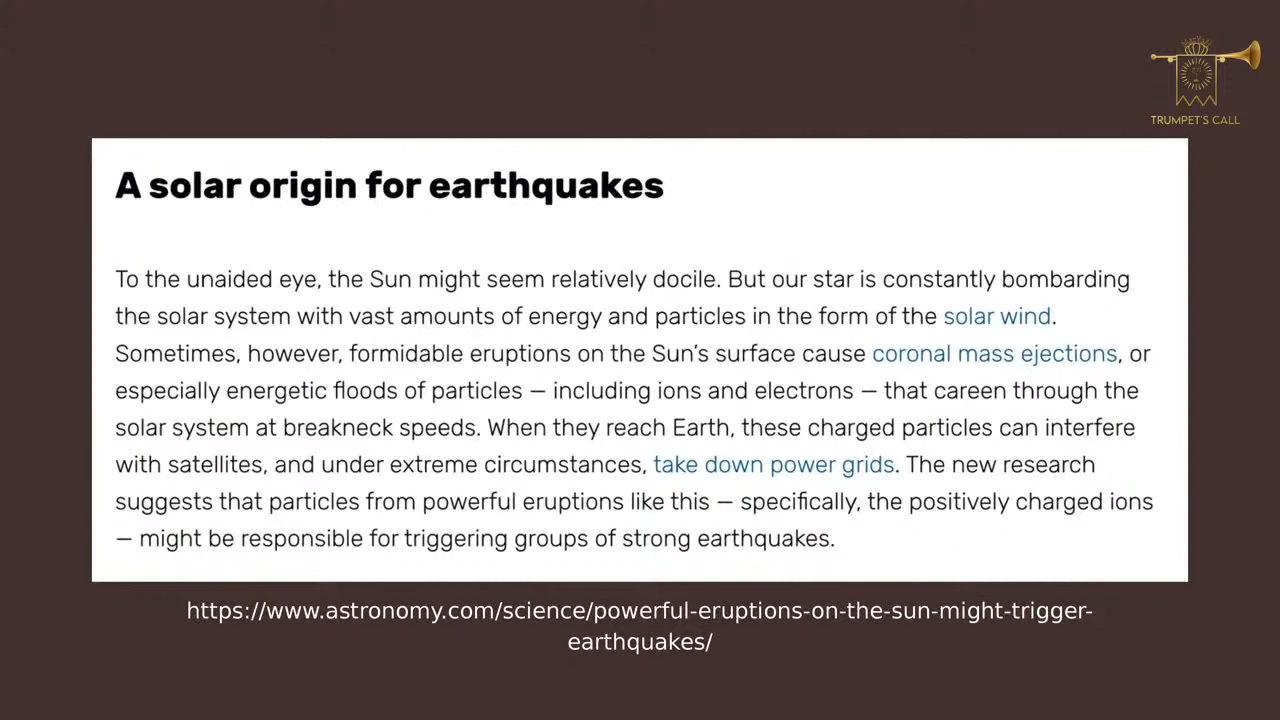 TRUMPET'S CALL
A solar origin for earthquakes
To the unaided eye, the Sun might seem relatively docile. But our star is constantly bombarding
the solar system with vast amounts of energy and particles in the form of the solar wind.
Sometimes, however, formidable eruptions on the Sun’s surface cause coronal mass ejections, or
especially energetic floods of particles — including ions and electrons — that careen through the
solar system at breakneck speeds. When they reach Earth, these charged particles can interfere
with satellites, and under extreme circumstances, take down power grids. The new research
suggests that particles from powerful eruptions like this — specifically, the positively charged ions
— might be responsible for triggering groups of strong earthquakes.
https://www.astronomy.com/science/powerful-eruptions-on-the-sun-might-trigger-
earthquakes/